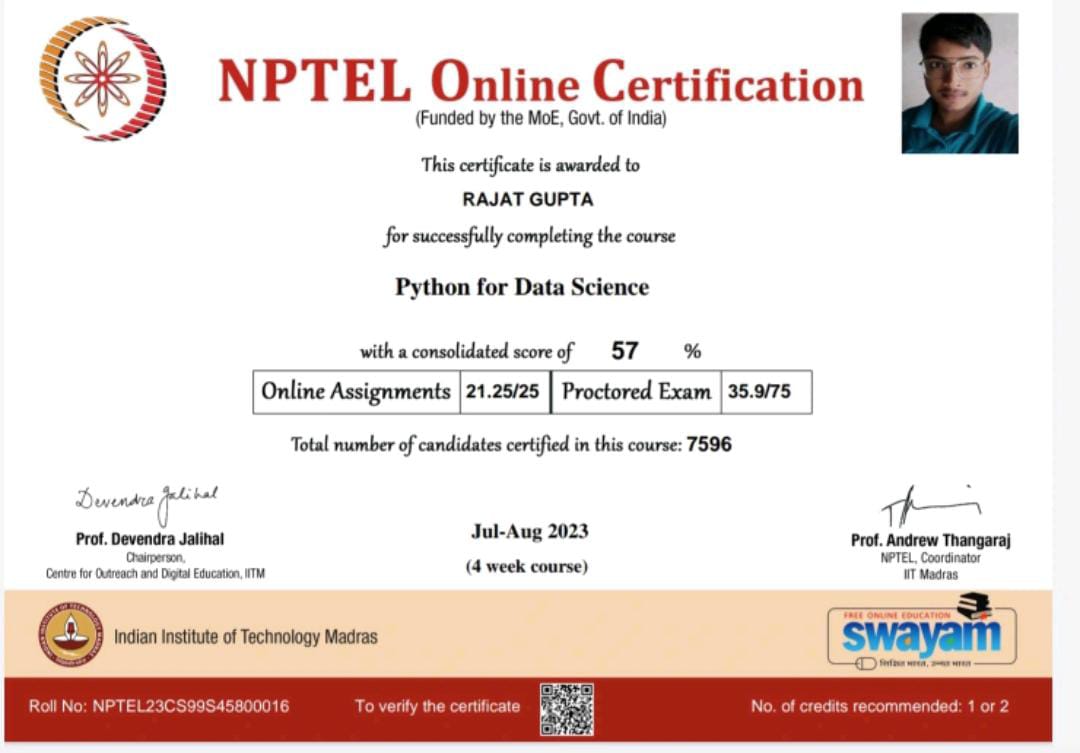 NPTEL Online Certification
(Funded by the MoE, Govt. of India)
This certificate is awarded to
RAJAT GUPTA
for successfully completing the course
Python for Data Science
with a consolidated score of 57 %
Online Assignments 21.25/25 Proctored Exam 35.9/75
Total number of candidates certified in this course: 7596
Devendra Jalihal
Prof. Devendra Jalihal
Chairperson,
Centre for Outreach and Digital Education, IITM
Jul-Aug 2023
(4 week course)
Prof. Andrew Thangaraj
NPTEL, Coordinator
IIT Madras
Indian Institute of Technology Madras
FREE ONLINE EDUCATION
swayam
शिक्षित भारत, उन्नत भारत
Roll No: NPTEL23CS99S45800016
To verify the certificate
No. of credits recommended: 1 or 2